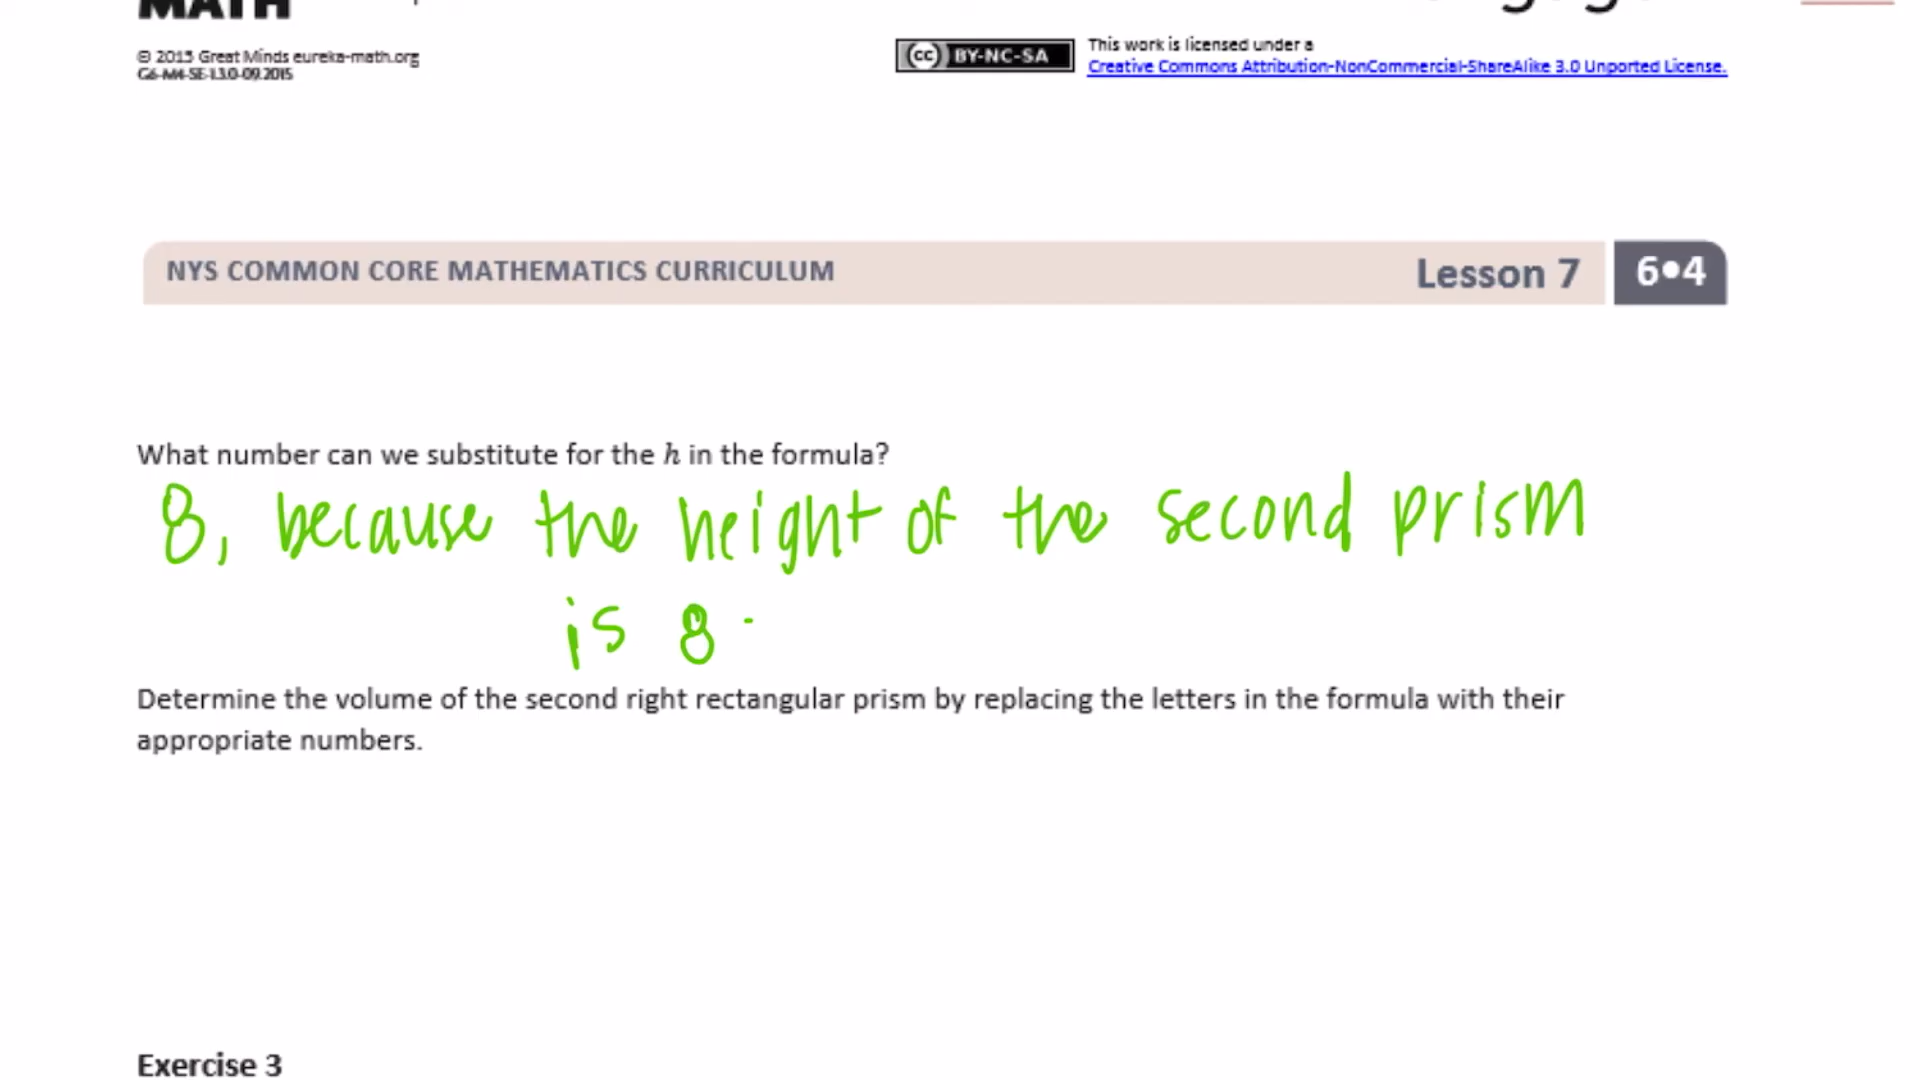 MATH
© 2015 Great Minds eureka-math.org
G6-M4-SE-1.3.0-09.2015
BY-NC-SA
This work is licensed under a
Creative Commons Attribution-NonCommercial-ShareAlike 3.0 Unported License.
NYS COMMON CORE MATHEMATICS CURRICULUM
Lesson 7
6•4
What number can we substitute for the h in the formula?
8, because the height of the second prism
is 8.
Determine the volume of the second right rectangular prism by replacing the letters in the formula with their
appropriate numbers.
Exercise 3